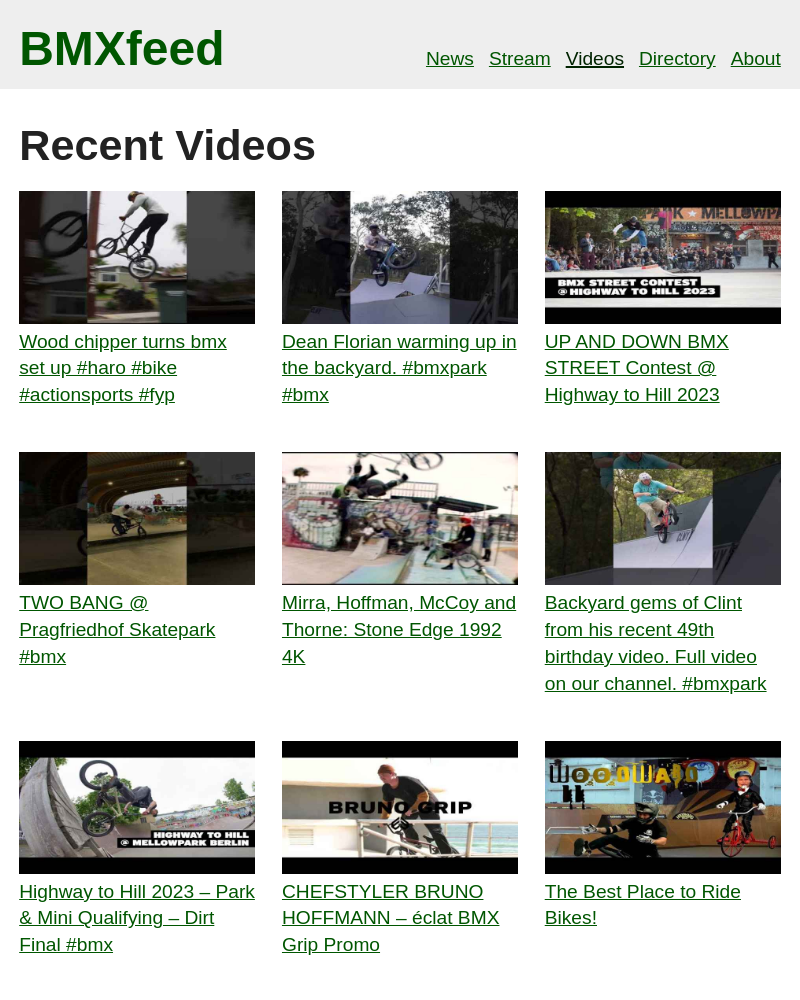 BMXfeed
News Stream Videos Directory About
Recent Videos
PARK ★ MELLOWPA
BMX STREET CONTEST
@ HIGHWAY TO HILL 2023
Wood chipper turns bmx
set up #haro #bike
#actionsports #fyp
Dean Florian warming up in
the backyard. #bmxpark
#bmx
UP AND DOWN BMX
STREET Contest @
Highway to Hill 2023
TWO BANG @
Pragfriedhof Skatepark
#bmx
Mirra, Hoffman, McCoy and
Thorne: Stone Edge 1992
4K
Backyard gems of Clint
from his recent 49th
birthday video. Full video
on our channel. #bmxpark
HIGHWAY TO HILL
@ MELLOWPARK BERLIN
BRUNO GRIP
WOODWARD
Highway to Hill 2023 – Park
& Mini Qualifying – Dirt
Final #bmx
CHEFSTYLER BRUNO
HOFFMANN – éclat BMX
Grip Promo
The Best Place to Ride
Bikes!